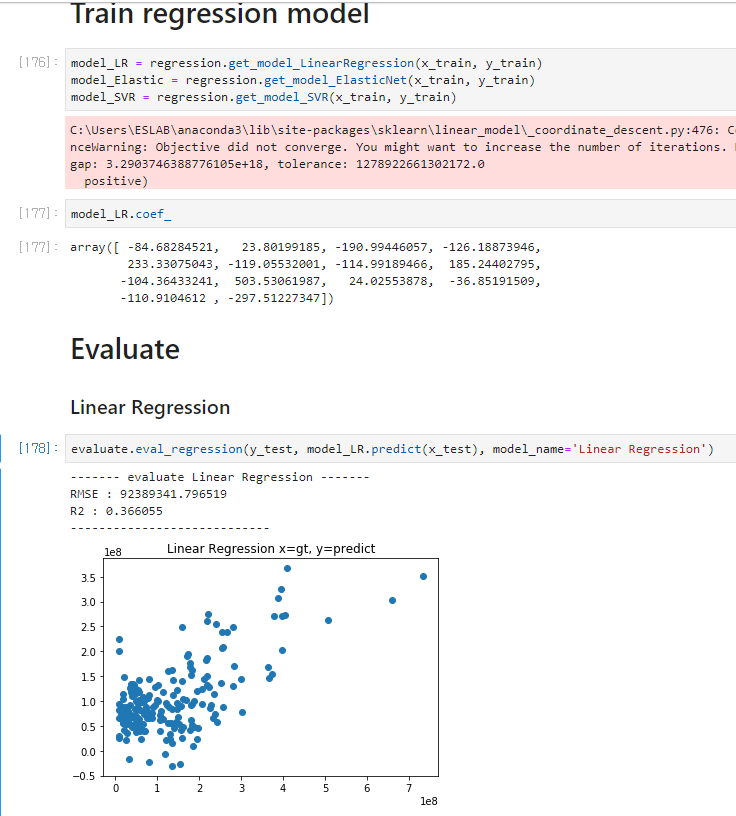 Train regression model
[176]: model_LR = regression.get_model_LinearRegression(x_train, y_train)
model_Elastic = regression.get_model_ElasticNet(x_train, y_train)
model_SVR = regression.get_model_SVR(x_train, y_train)
C:\Users\ESLAB\anaconda3\lib\site-packages\sklearn\linear_model\_coordinate_descent.py:476:
nceWarning: Objective did not converge. You might want to increase the number of iterations.
gap: 3.2903746388776105e+18, tolerance: 1278922661302172.0
positive)
[177]: model_LR.coef_
[177]: array([ -84.68284521, 23.80199185, -190.99446057, -126.18873946,
233.33075043, -119.05532001, -114.99189466, 185.24402795,
-104.36433241, 503.53061987, 24.02553878, -36.85191509,
-110.9104612 , -297.51227347])
Evaluate
Linear Regression
[178]: evaluate.eval_regression(y_test, model_LR.predict(x_test), model_name='Linear Regression')
------- evaluate Linear Regression -------
RMSE : 92389341.796519
R2 : 0.366055
----------------------------
1e8
Linear Regression x=gt, y=predict
3.5
3.0
2.5
2.0
1.5
1.0
0.5
0.0
−0.5
0 1 2 3 4 5 6 7
1e8